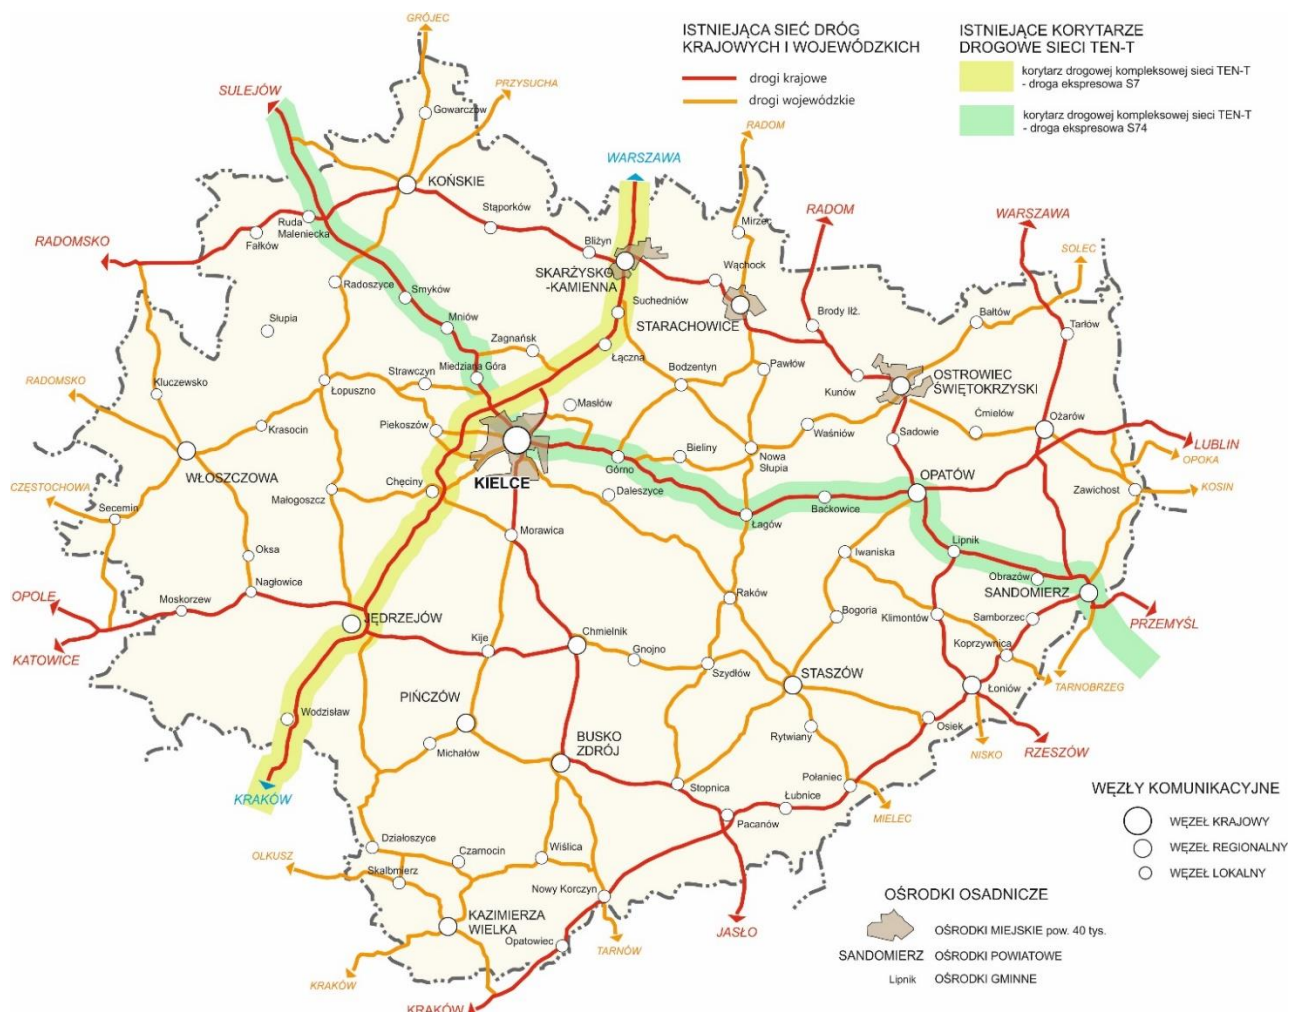 GRÓJEC
ISTNIEJĄCA SIEĆ DRÓG
KRAJOWYCH I WOJEWÓDZKICH
drogi krajowe
drogi wojewódzkie
ISTNIEJĄCE KORYTARZE
DROGOWE SIECI TEN-T
korytarz drogowej kompleksowej sieci TEN-T
- droga ekspresowa S7
korytarz drogowej kompleksowej sieci TEN-T
- droga ekspresowa S74
SULEJÓW
PRZYSUCHA
Gowarczów
RADOM
WARSZAWA
KOŃSKIE
Stąporków
RADOM
WARSZAWA
Ruda
Maleniecka
Fałków
RADOMSKO
Mirzec
SOLEC
Bliżyn
SKARŻYSKO
-KAMIENNA
Wąchock
Radoszyce
Smyków
Suchedniów
STARACHOWICE
Brody Iłż.
Bałtów
Tarłów
Słupia
Mniów
Zagnańsk
Łączna
Miedziana Góra
Strawczyn
Bodzentyn
Pawłów
Kunów
OSTROWIEC
ŚWIĘTOKRZYSKI
RADOMSKO
Kluczewsko
Łopuszno
Masłów
Ćmielów
Ożarów
Krasocin
Piekoszów
Waśniów
Sadowie
LUBLIN
OPOKA
WŁOSZCZOWA
KIELCE
Górno
Bieliny
Nowa
Słupia
OPATÓW
CZĘSTOCHOWA
Małogoszcz
Chęciny
Daleszyce
Baćkowice
Zawichost
KOSIN
Secemin
Łagów
Morawica
Oksa
Iwaniska
Lipnik
Nagłowice
Obrazów
SANDOMIERZ
OPOLE
Moskorzew
Raków
JĘDRZEJÓW
Bogoria
Klimontów
Samborzec
PRZEMYŚL
KATOWICE
Kije
Chmielnik
Gnojno
Koprzywnica
Szydłów
STASZÓW
TARNOBRZEG
PIŃCZÓW
Łoniów
Wodzisław
Michałów
BUSKO
ZDRÓJ
Rytwiany
Osiek
NISKO
RZESZÓW
KRAKÓW
Stopnica
Połaniec
Łubnice
MIELEC
Pacanów
WĘZŁY KOMUNIKACYJNE
WĘZEŁ KRAJOWY
WĘZEŁ REGIONALNY
WĘZEŁ LOKALNY
Działoszyce
Czarnocin
Wiślica
OLKUSZ
Skalbmierz
Nowy Korczyn
KAZIMIERZA
WIELKA
Opatowiec
TARNÓW
JASŁO
KRAKÓW
KRAKÓW
OŚRODKI OSADNICZE
OŚRODKI MIEJSKIE pow. 40 tys.
SANDOMIERZ OŚRODKI POWIATOWE
Lipnik OŚRODKI GMINNE